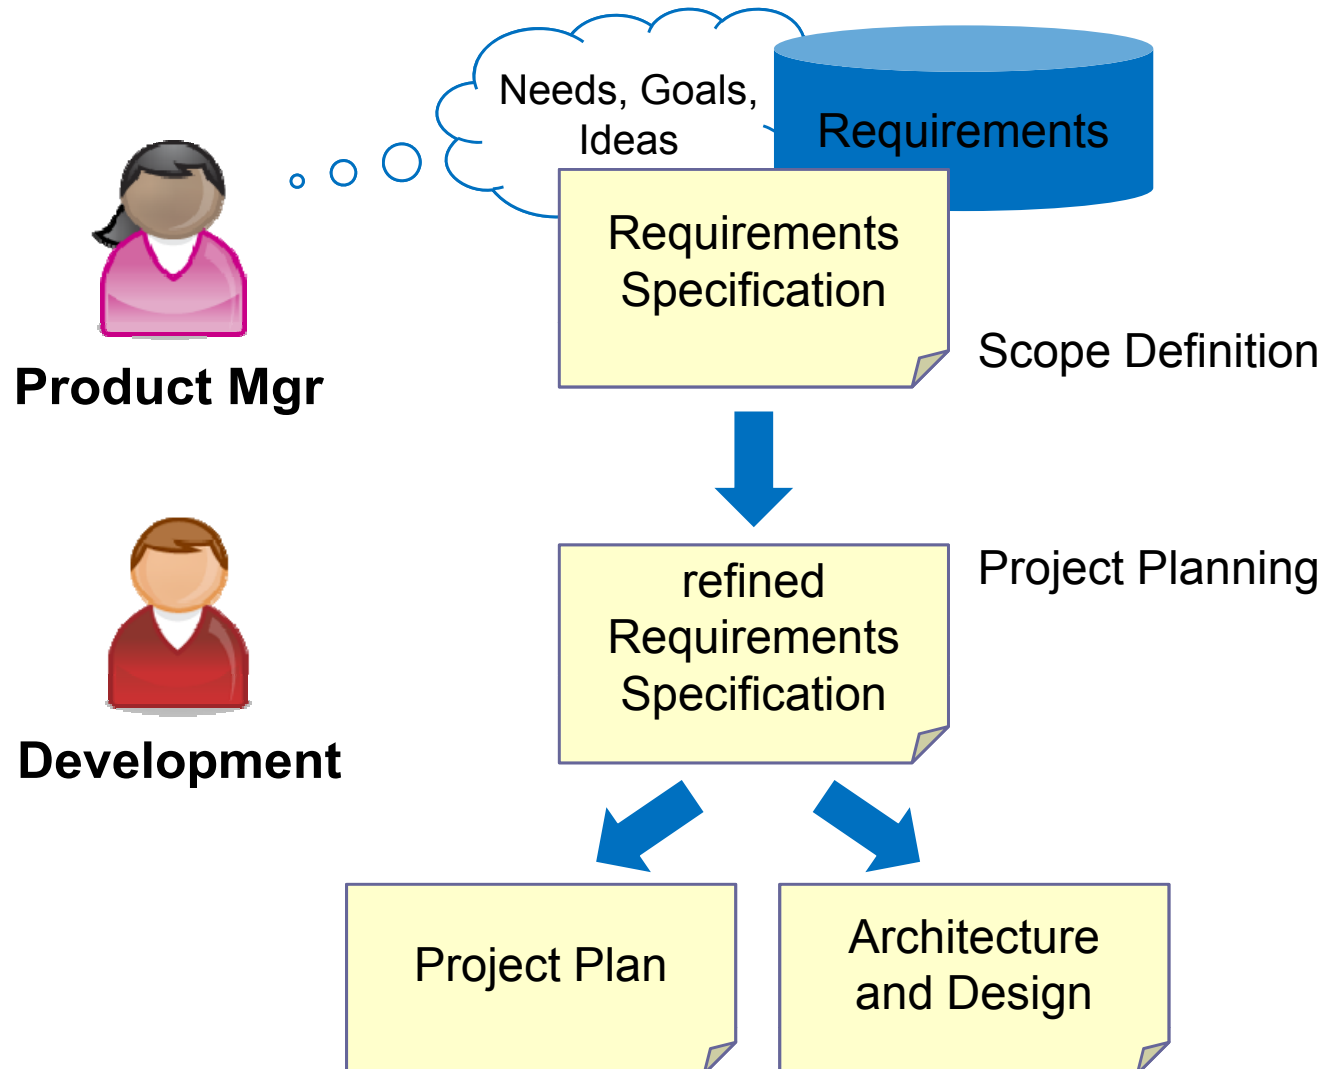 Needs, Goals,
Ideas
Requirements
Requirements
Specification
Scope Definition
Product Mgr
refined
Requirements
Specification
Project Planning
Development
Project Plan
Architecture
and Design